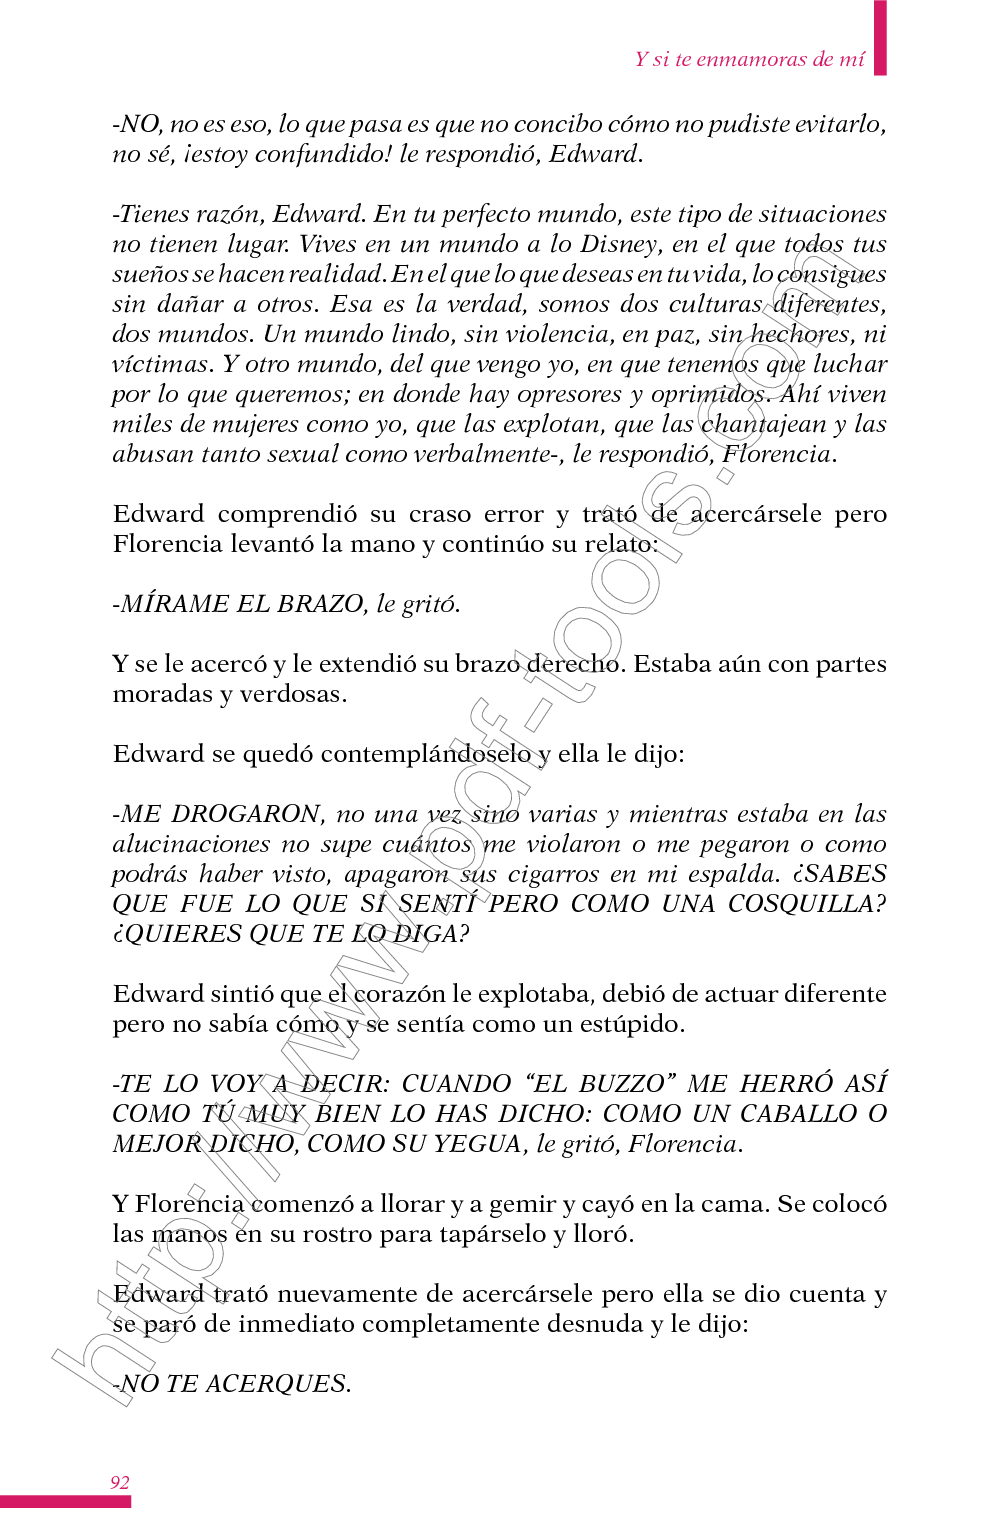 Y si te enmamoras de mí
-NO, no es eso, lo que pasa es que no concibo cómo no pudiste evitarlo,
no sé, ¡estoy confundido! le respondió, Edward.
-Tienes razón, Edward. En tu perfecto mundo, este tipo de situaciones
no tienen lugar. Vives en un mundo a lo Disney, en el que todos tus
sueños se hacen realidad. En el que lo que deseas en tu vida, lo consigues
sin dañar a otros. Esa es la verdad, somos dos culturas diferentes,
dos mundos. Un mundo lindo, sin violencia, en paz, sin hechores, ni
víctimas. Y otro mundo, del que vengo yo, en que tenemos que luchar
por lo que queremos; en donde hay opresores y oprimidos. Ahí viven
miles de mujeres como yo, que las explotan, que las chantajean y las
abusan tanto sexual como verbalmente-, le respondió, Florencia.
Edward comprendió su craso error y trató de acercársele pero
Florencia levantó la mano y continúo su relato:
-MÍRAME EL BRAZO, le gritó.
Y se le acercó y le extendió su brazo derecho. Estaba aún con partes
moradas y verdosas.
Edward se quedó contemplándoselo y ella le dijo:
-ME DROGARON, no una vez sino varias y mientras estaba en las
alucinaciones no supe cuántos me violaron o me pegaron o como
podrás haber visto, apagaron sus cigarros en mi espalda. ¿SABES
QUE FUE LO QUE SÍ SENTÍ PERO COMO UNA COSQUILLA?
¿QUIERES QUE TE LO DIGA?
Edward sintió que el corazón le explotaba, debió de actuar diferente
pero no sabía cómo y se sentía como un estúpido.
-TE LO VOY A DECIR: CUANDO “EL BUZZO” ME HERRÓ ASÍ
COMO TÚ MUY BIEN LO HAS DICHO: COMO UN CABALLO O
MEJOR DICHO, COMO SU YEGUA, le gritó, Florencia.
Y Florencia comenzó a llorar y a gemir y cayó en la cama. Se colocó
las manos en su rostro para tapárselo y lloró.
Edward trató nuevamente de acercársele pero ella se dio cuenta y
se paró de inmediato completamente desnuda y le dijo:
-NO TE ACERQUES.
92
http://www.pdf-tools.com